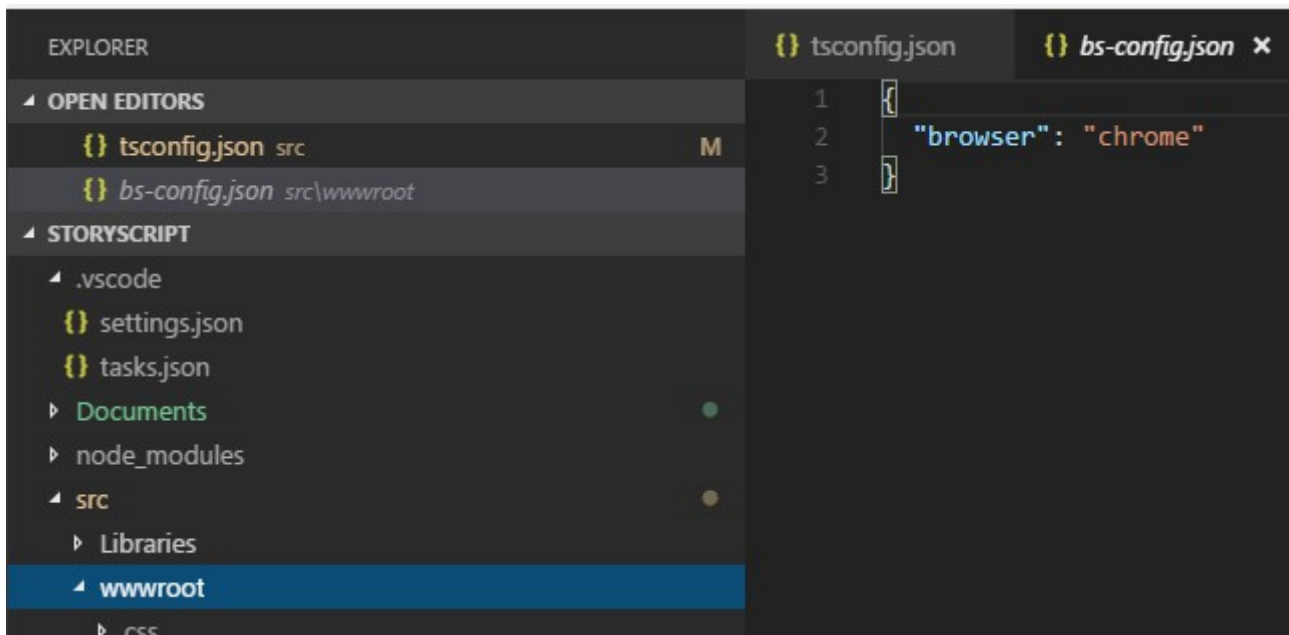 EXPLORER
OPEN EDITORS
{} tsconfig.json src M
{} bs-config.json src\wwwroot
STORYSCRIPT
.vscode
{} settings.json
{} tasks.json
Documents
node_modules
src
Libraries
wwwroot
css
{} tsconfig.json {} bs-config.json ×
1 {
2 "browser": "chrome"
3 }